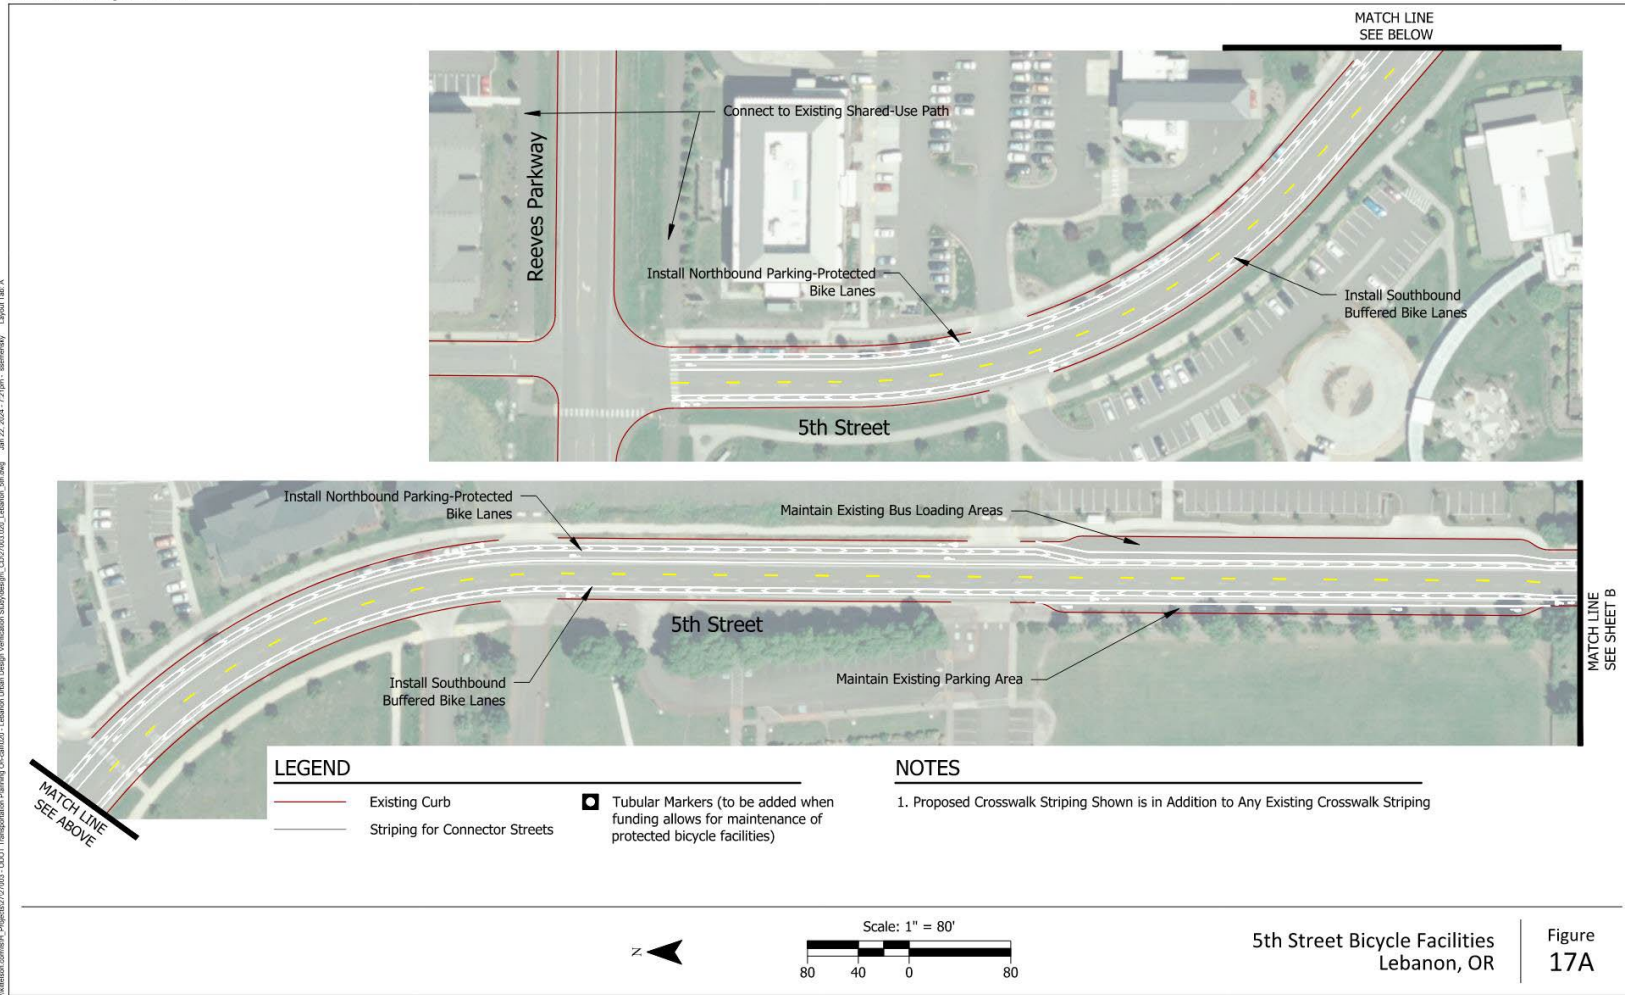 MATCH LINE
SEE BELOW
Connect to Existing Shared-Use Path
Reeves Parkway
Install Northbound Parking-Protected
Bike Lanes
Install Southbound
Buffered Bike Lanes
5th Street
Install Northbound Parking-Protected
Bike Lanes
Maintain Existing Bus Loading Areas
5th Street
Install Southbound
Buffered Bike Lanes
Maintain Existing Parking Area
MATCH LINE
SEE SHEET B
MATCH LINE
SEE ABOVE
LEGEND
Existing Curb
Striping for Connector Streets
Tubular Markers (to be added when
funding allows for maintenance of
protected bicycle facilities)
NOTES
1. Proposed Crosswalk Striping Shown is in Addition to Any Existing Crosswalk Striping
N
Scale: 1" = 80'
80 40 0 80
5th Street Bicycle Facilities
Lebanon, OR
Figure
17A